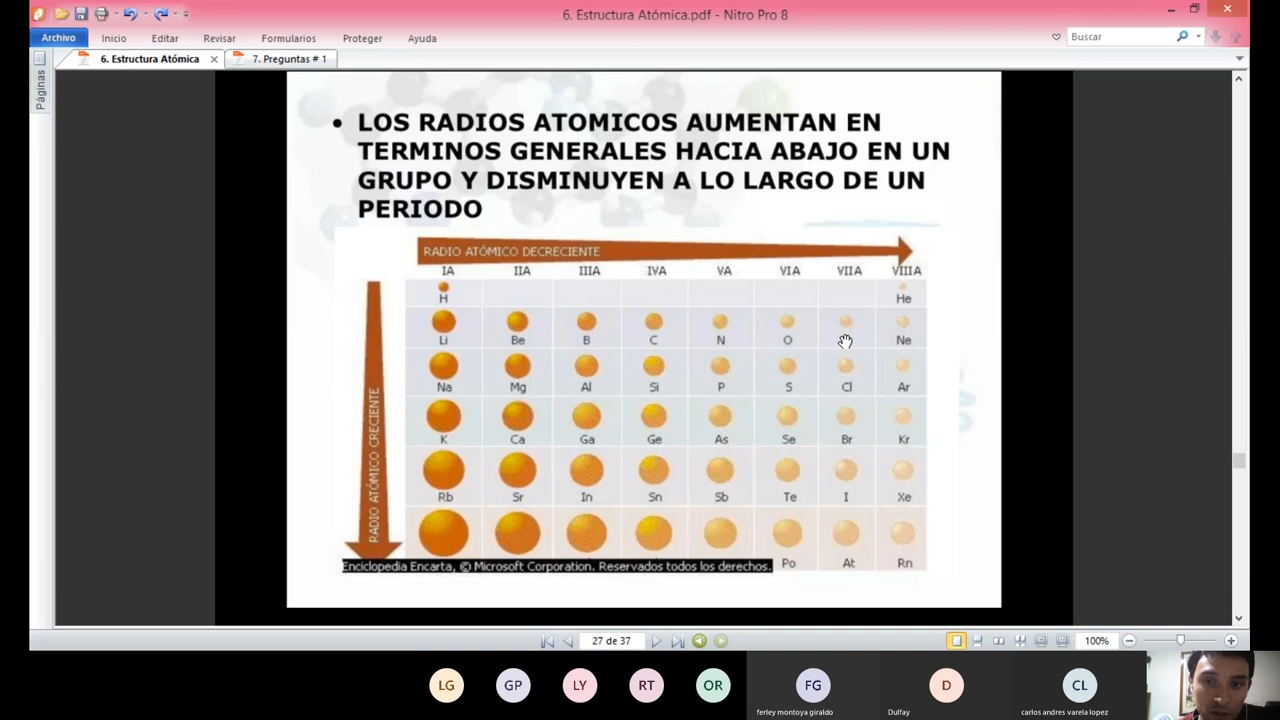 6. Estructura Atómica.pdf - Nitro Pro 8
Archivo Inicio Editar Revisar Formularios Proteger Ayuda
Buscar
6. Estructura Atómica
7. Preguntas # 1
Páginas
• LOS RADIOS ATOMICOS AUMENTAN EN
TERMINOS GENERALES HACIA ABAJO EN UN
GRUPO Y DISMINUYEN A LO LARGO DE UN
PERIODO
RADIO ATÓMICO DECRECIENTE
IA IIA IIIA IVA VA VIA VIIA VIIIA
RADIO ATÓMICO CRECIENTE
H He
Li Be B C N O Ne
Na Mg Al Si P S Cl Ar
K Ca Ga Ge As Se Br Kr
Rb Sr In Sn Sb Te I Xe
Po At Rn
Enciclopedia Encarta, © Microsoft Corporation. Reservados todos los derechos.
27 de 37
100%
LG GP LY RT OR FG D CL
ferley montoya giraldo
Dulfay
carlos andres varela lopez